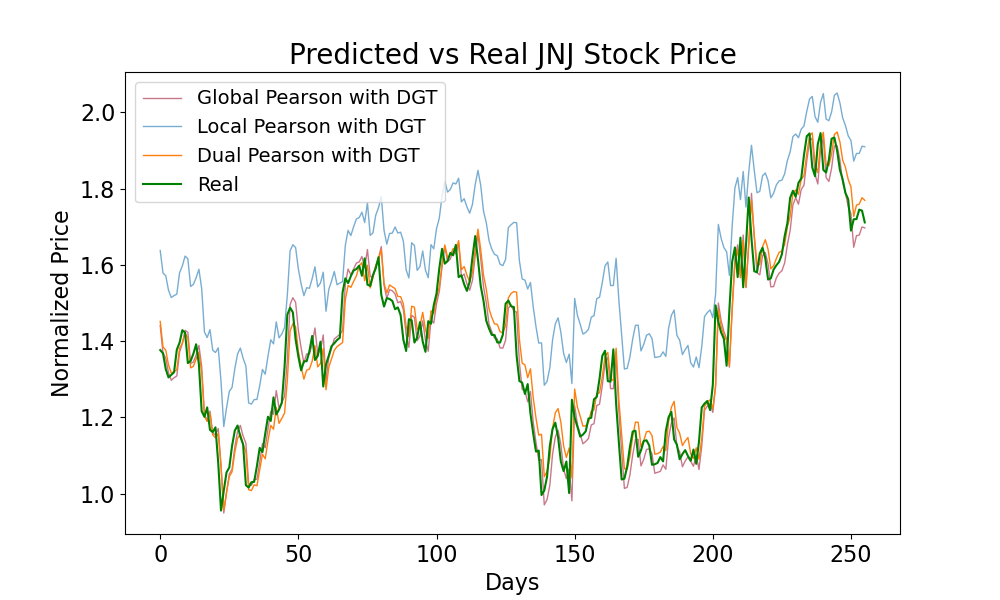 Predicted vs Real JNJ Stock Price
Global Pearson with DGT
Local Pearson with DGT
Dual Pearson with DGT
Real
Normalized Price
2.0
1.8
1.6
1.4
1.2
1.0
0 50 100 150 200 250
Days